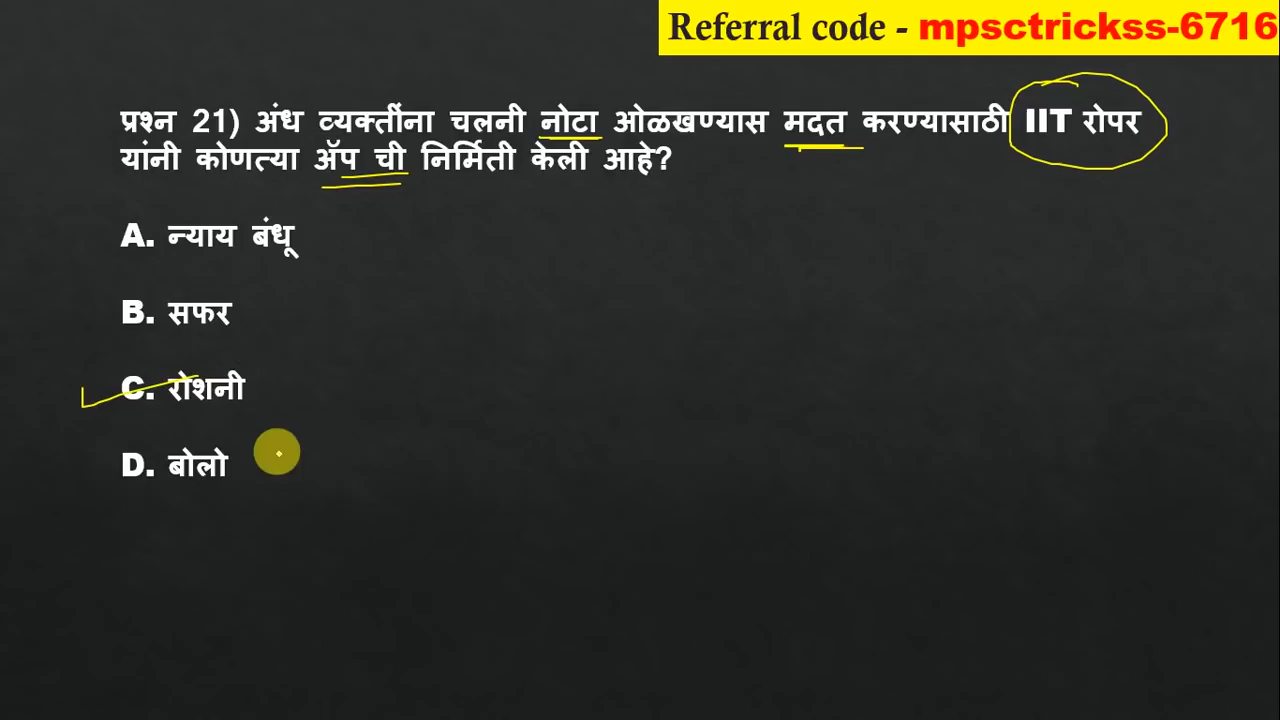 Referral code - mpsctrickss-6716
प्रश्न 21) अंध व्यक्तींना चलनी नोटा ओळखण्यास मदत करण्यासाठी IIT रोपर
यांनी कोणत्या ॲप ची निर्मिती केली आहे?
A. न्याय बंधू
B. सफर
C. रोशनी
D. बोलो